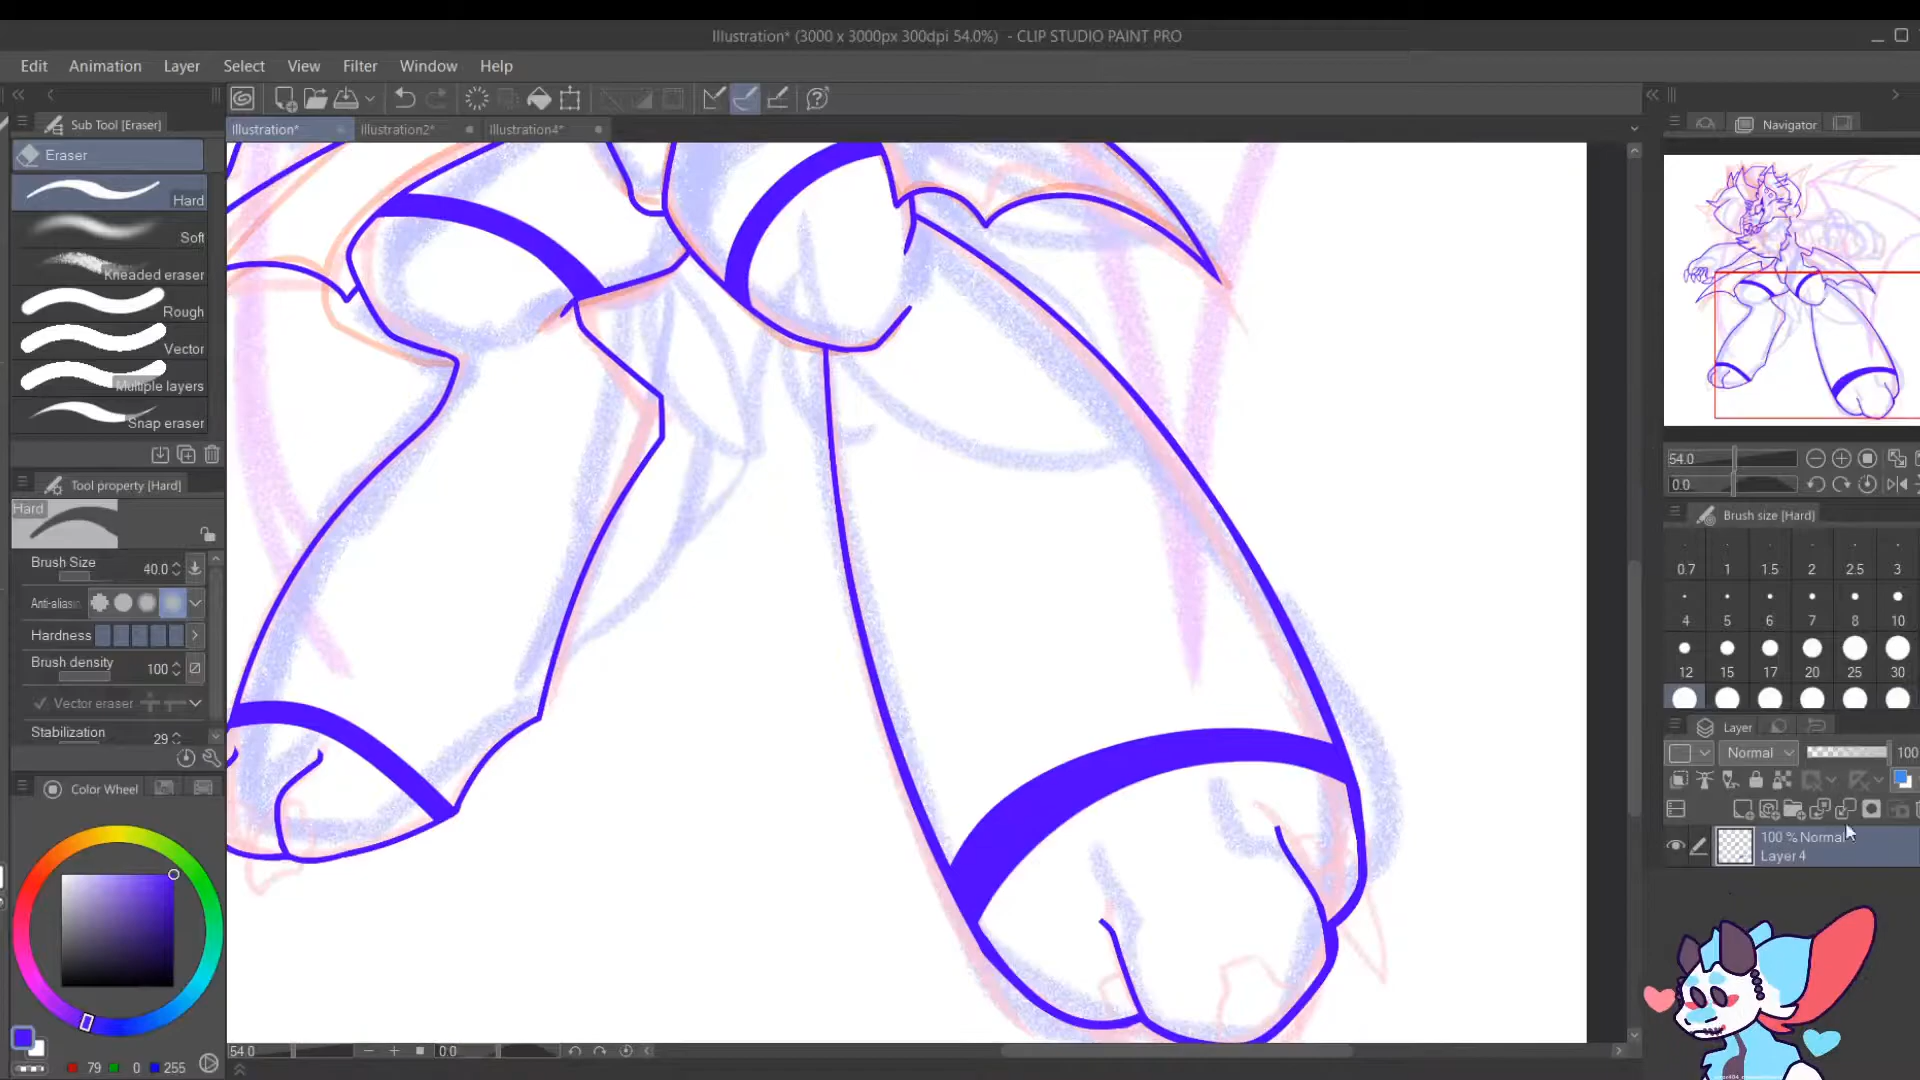 Illustration* (3000 x 3000px 300dpi 54.0%) - CLIP STUDIO PAINT PRO
Edit Animation Layer Select View Filter Window Help
Sub Tool [Eraser]
Illustration* Illustration2* Illustration4*
Navigator
Eraser
Hard
Soft
Kneaded eraser
Rough
Vector
Multiple layers
Snap eraser
54.0
0.0
Tool property [Hard]
Brush size [Hard]
Hard
Brush Size 40.0
0.7 1 1.5 2 2.5 3
Anti-aliasin
4 5 6 7 8 10
Hardness
Brush density 100
12 15 17 20 25 30
Vector eraser
Stabilization 29
Layer
Normal 100
Color Wheel
100 % Normal
Layer 4
54.0 0.0
79 0 255